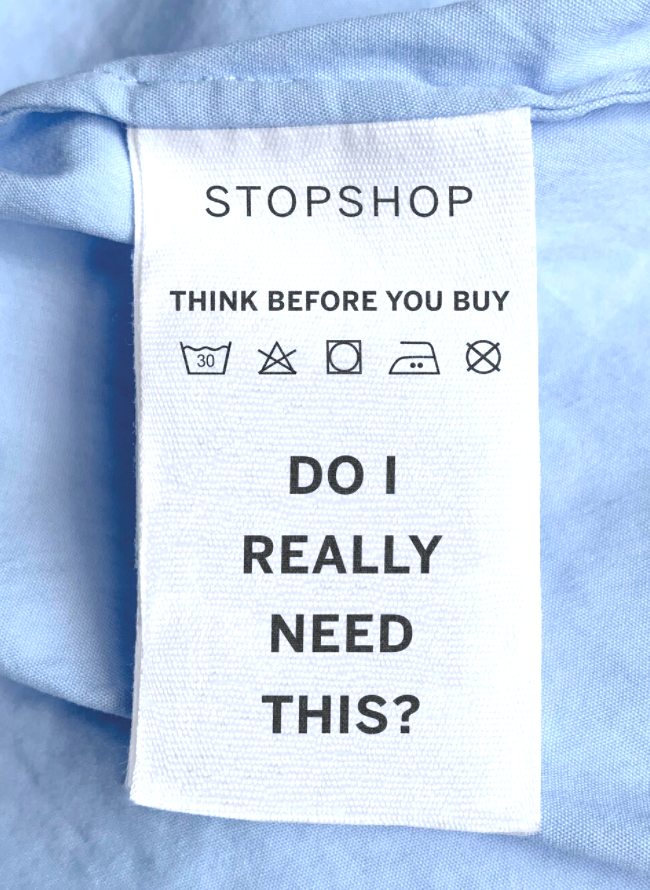 STOPSHOP
THINK BEFORE YOU BUY
30
DO I
REALLY
NEED
THIS?